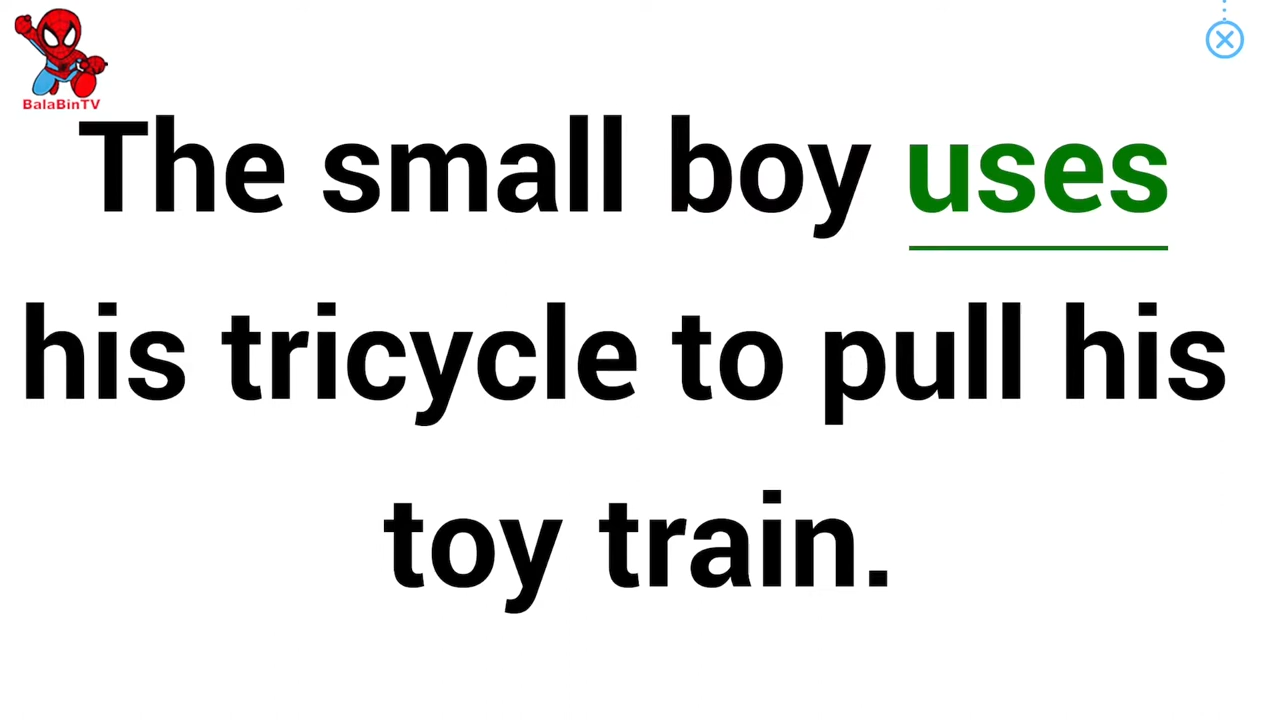 BalaBinTV
The small boy uses
his tricycle to pull his
toy train.